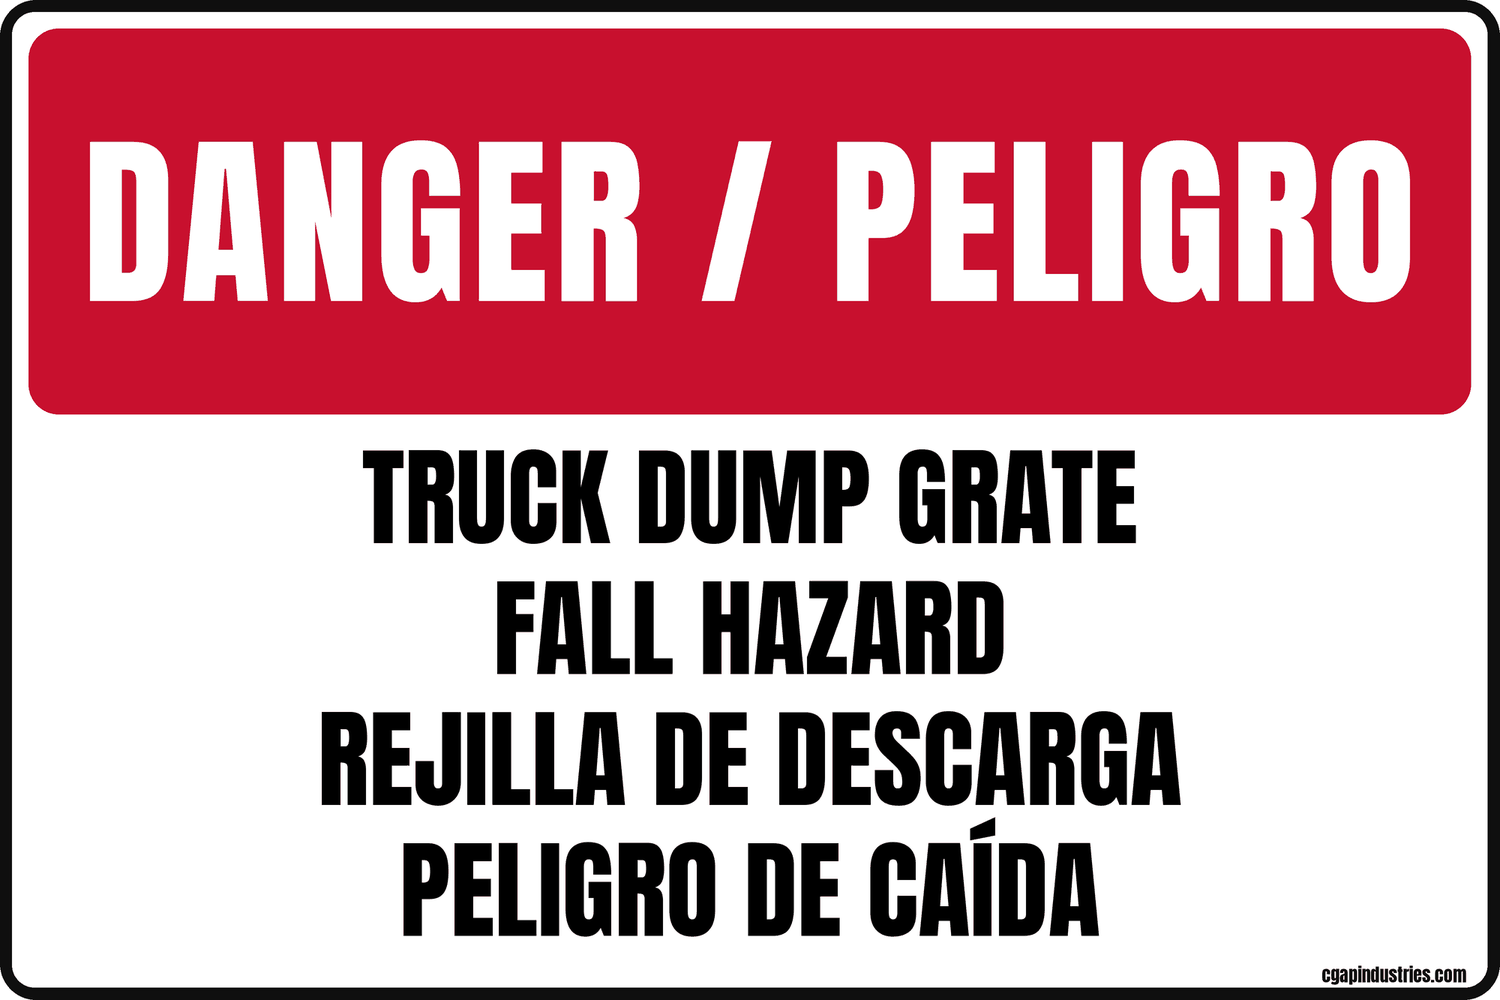 DANGER / PELIGRO
TRUCK DUMP GRATE
FALL HAZARD
REJILLA DE DESCARGA
PELIGRO DE CAÍDA
cgapindustries.com